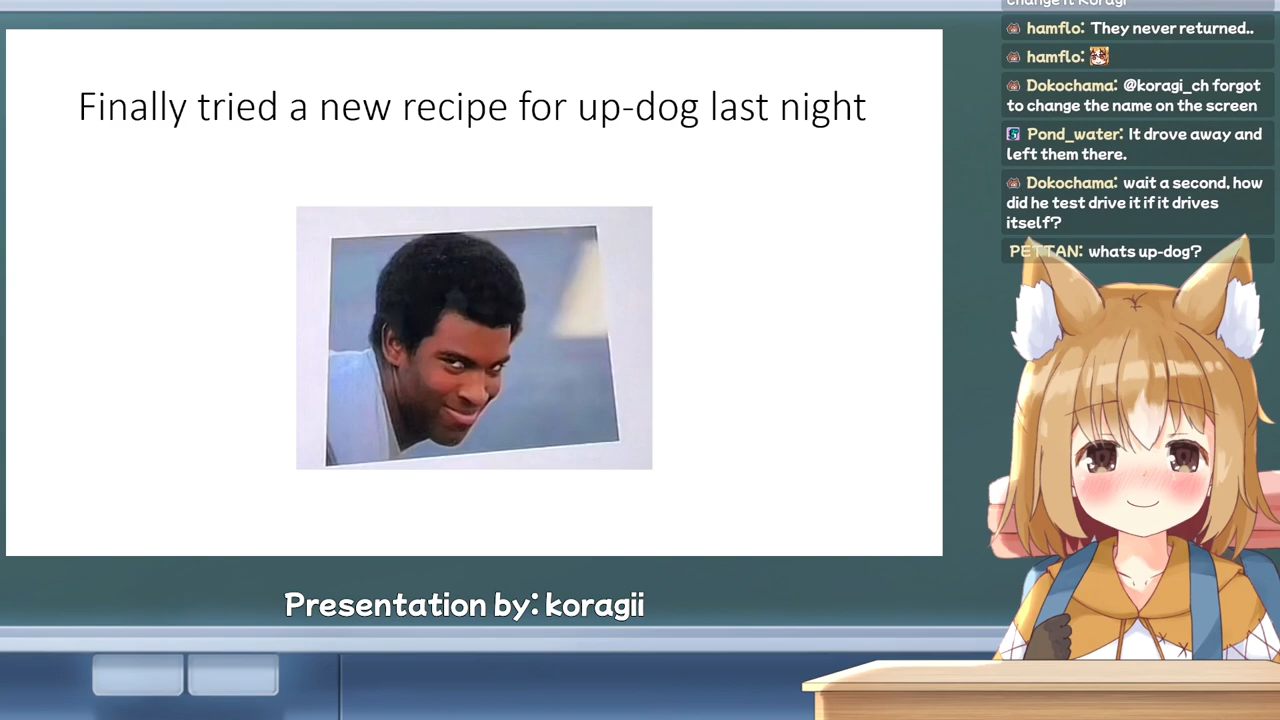 Finally tried a new recipe for up-dog last night
Presentation by: koragii
change it Koragi
hamflo: They never returned..
hamflo:
Dokochama: @koragi_ch forgot
to change the name on the screen
Pond_water: It drove away and
left them there.
Dokochama: wait a second, how
did he test drive it if it drives
itself?
PETTAN: whats up-dog?